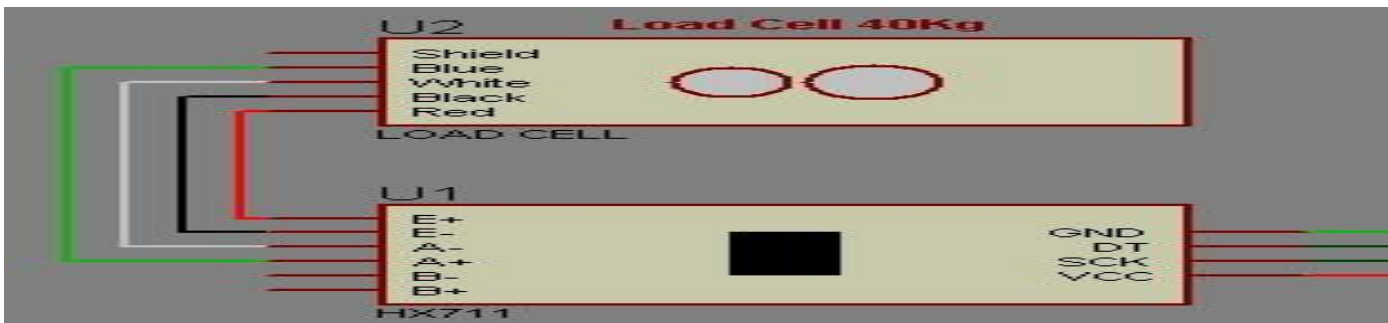 U2 Load Cell 40Kg
Shield
Blue
White
Black
Red
LOAD CELL
U1
E+
E-
A-
A+
B-
B+
GND
DT
SCK
VCC
HX711